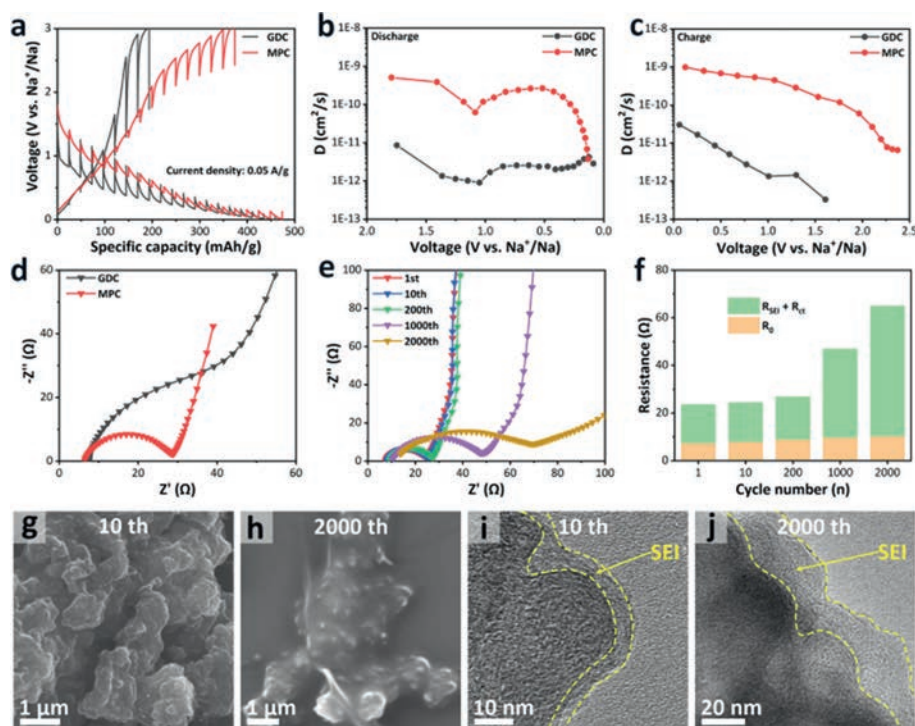 a
GDC
MPC
Voltage (V vs. Na⁺/Na)
3
2
1
0
Current density: 0.05 A/g
0 100 200 300 400 500
Specific capacity (mAh/g)
b
Discharge
GDC
MPC
D (cm²/s)
1E-8
1E-9
1E-10
1E-11
1E-12
1E-13
2.0 1.5 1.0 0.5 0.0
Voltage (V vs. Na⁺/Na)
c
Charge
GDC
MPC
D (cm²/s)
1E-8
1E-9
1E-10
1E-11
1E-12
1E-13
0.0 0.5 1.0 1.5 2.0 2.5
Voltage (V vs. Na⁺/Na)
d
GDC
MPC
-Z'' (Ω)
60
40
20
0
0 20 40 60
Z' (Ω)
e
1st
10th
200th
1000th
2000th
-Z'' (Ω)
100
80
60
40
20
0
0 20 40 60 80 100
Z' (Ω)
f
R_SEI + R_ct
R_0
Resistance (Ω)
80
60
40
20
0
1 10 200 1000 2000
Cycle number (n)
g
10 th
1 μm
h
2000 th
1 μm
i
10 th
SEI
10 nm
j
2000 th
SEI
20 nm